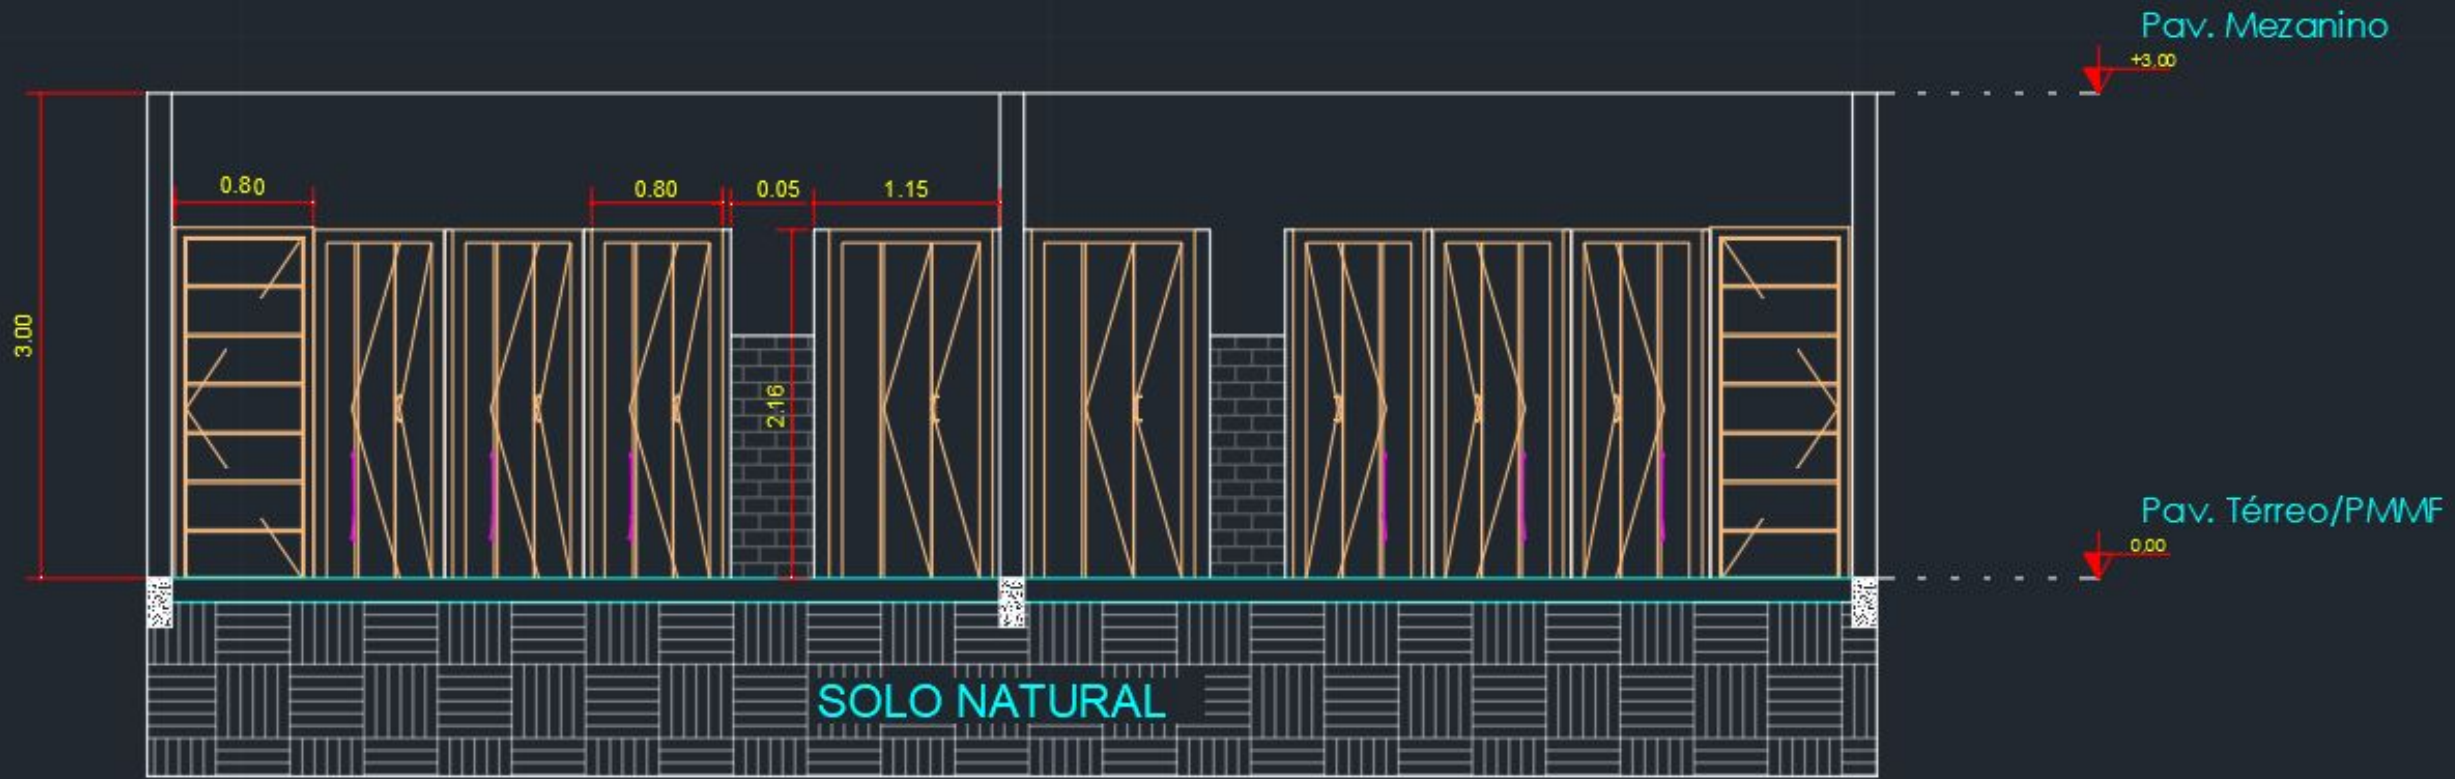 Pav. Mezanino
+3,00
0.80
0.80
0.05
1.15
3.00
2.16
Pav. Térreo/PMMF
0,00
SOLO NATURAL